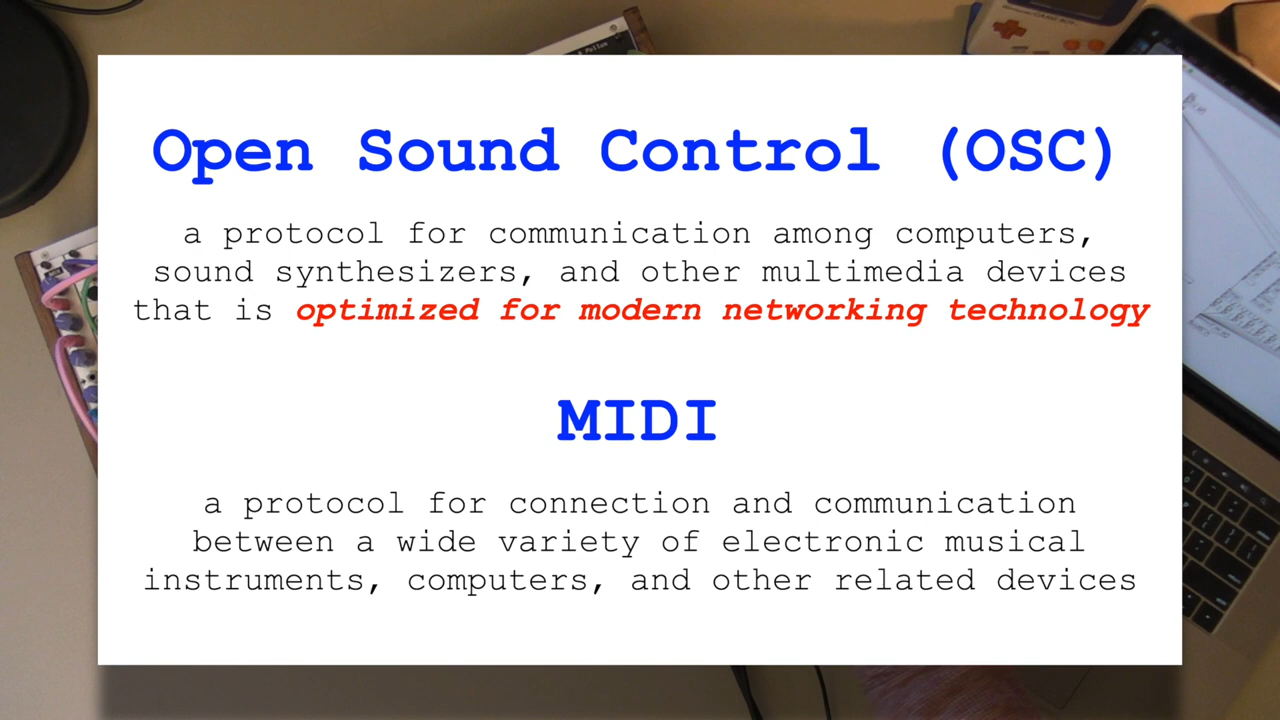 Open Sound Control (OSC)
a protocol for communication among computers,
sound synthesizers, and other multimedia devices
that is optimized for modern networking technology
MIDI
a protocol for connection and communication
between a wide variety of electronic musical
instruments, computers, and other related devices